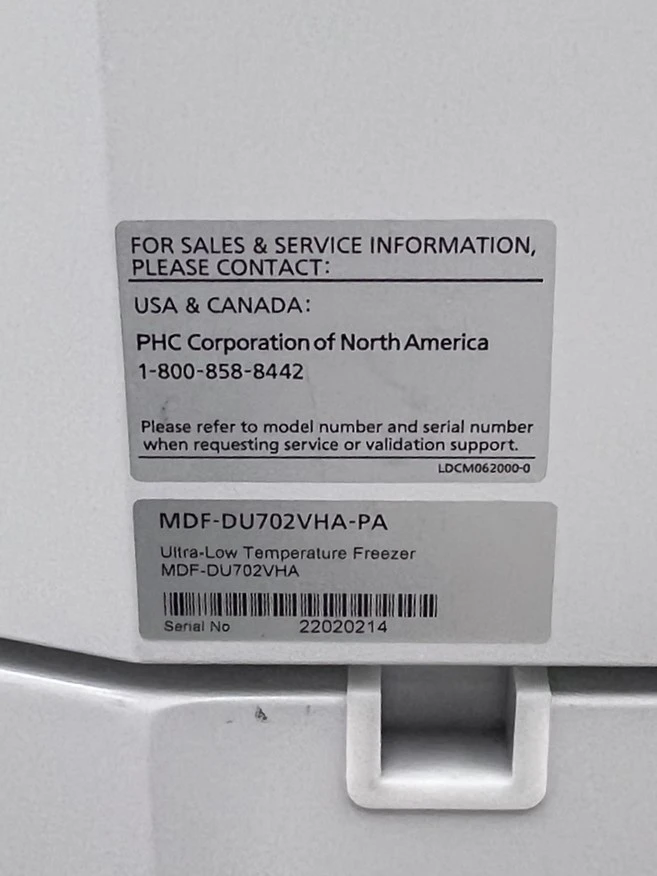 FOR SALES & SERVICE INFORMATION,
PLEASE CONTACT:
USA & CANADA:
PHC Corporation of North America
1-800-858-8442
Please refer to model number and serial number
when requesting service or validation support.
LDCM062000-0
MDF-DU702VHA-PA
Ultra-Low Temperature Freezer
MDF-DU702VHA
Serial No 22020214